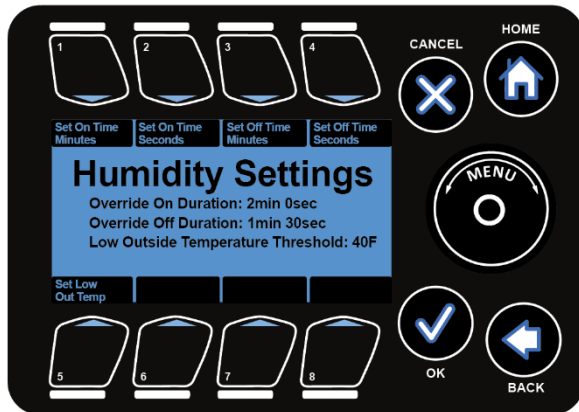 1
2
3
4
CANCEL
HOME
Set On Time
Minutes
Set On Time
Seconds
Set Off Time
Minutes
Set Off Time
Seconds
Humidity Settings
Override On Duration: 2min 0sec
Override Off Duration: 1min 30sec
Low Outside Temperature Threshold: 40F
MENU
Set Low
Out Temp
5
6
7
8
OK
BACK